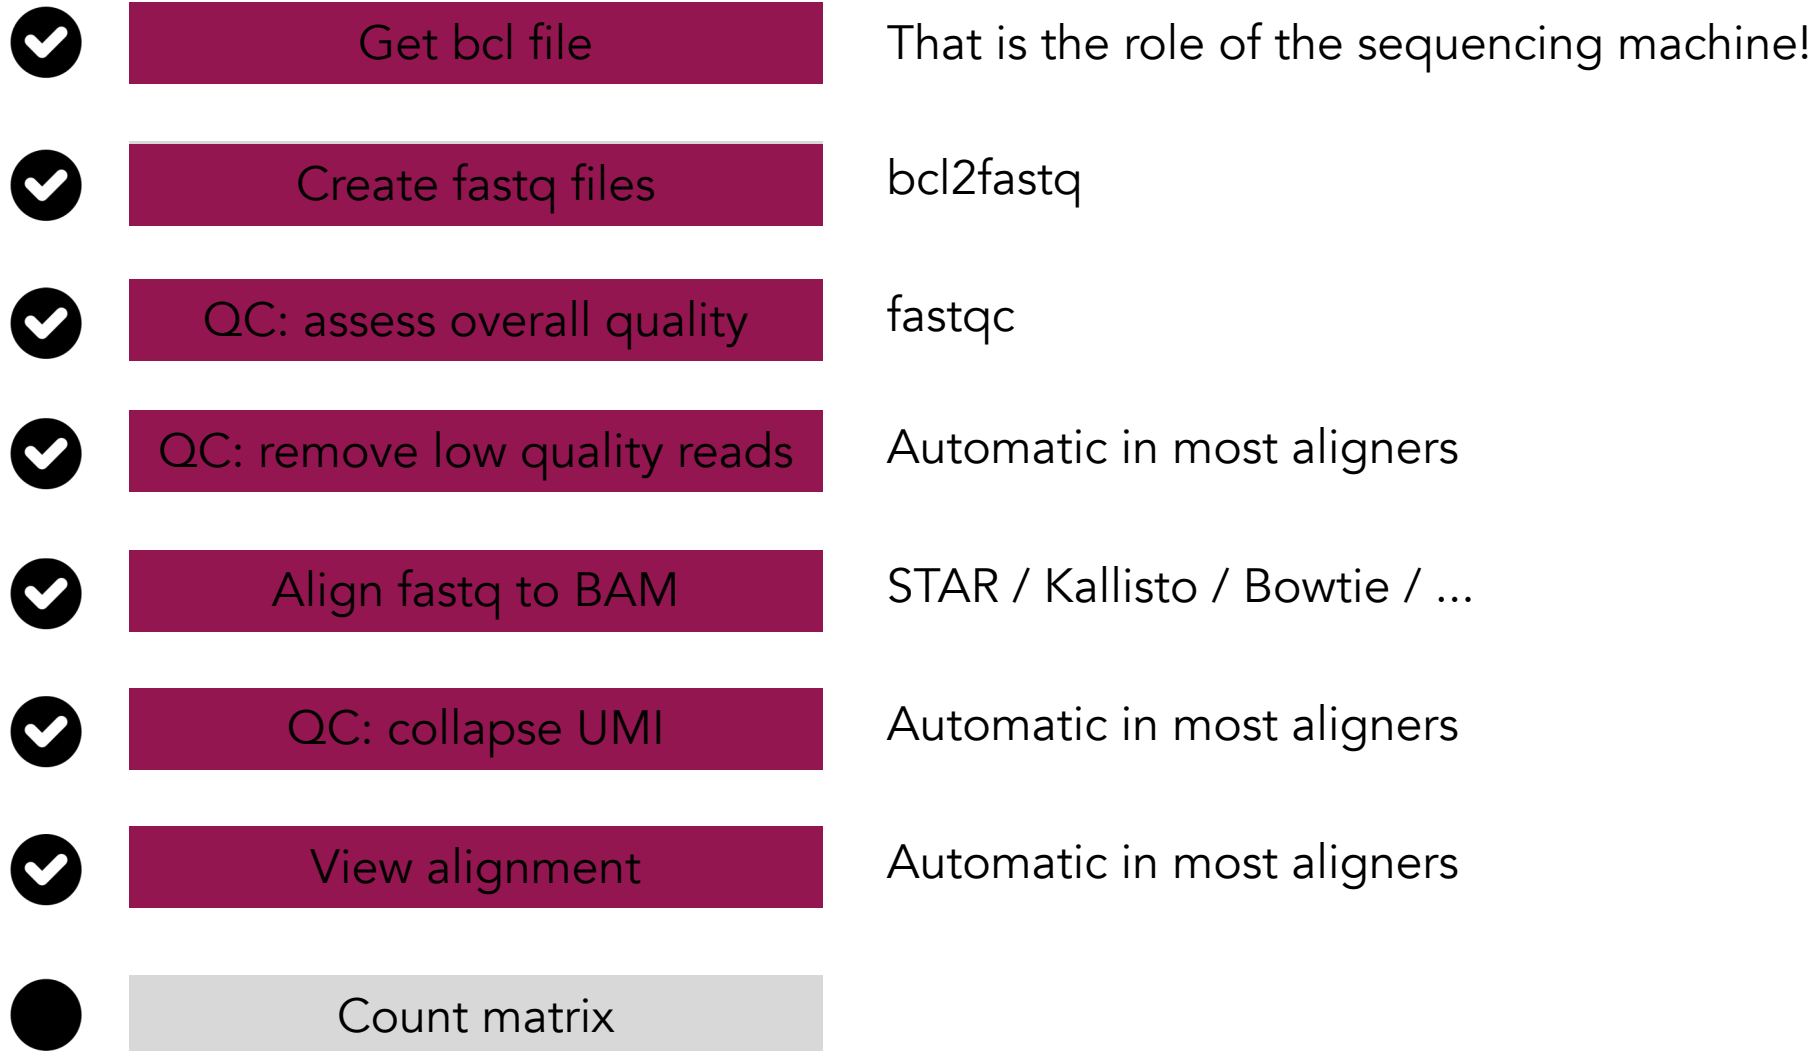 Get bcl file
That is the role of the sequencing machine!
Create fastq files
bcl2fastq
QC: assess overall quality
fastqc
QC: remove low quality reads
Automatic in most aligners
Align fastq to BAM
STAR / Kallisto / Bowtie / ...
QC: collapse UMI
Automatic in most aligners
View alignment
Automatic in most aligners
Count matrix